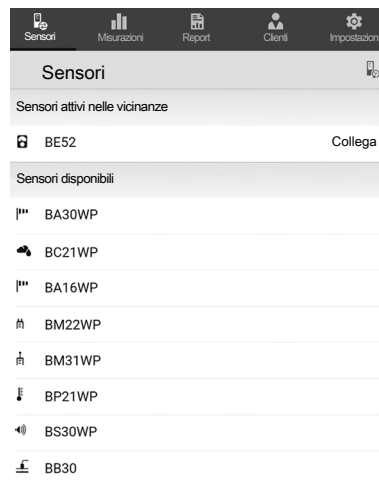 Sensori Misurazioni Report Clienti Impostazion
Sensori
Sensori attivi nelle vicinanze
BE52 Collega
Sensori disponibili
BA30WP
BC21WP
BA16WP
BM22WP
BM31WP
BP21WP
BS30WP
BB30